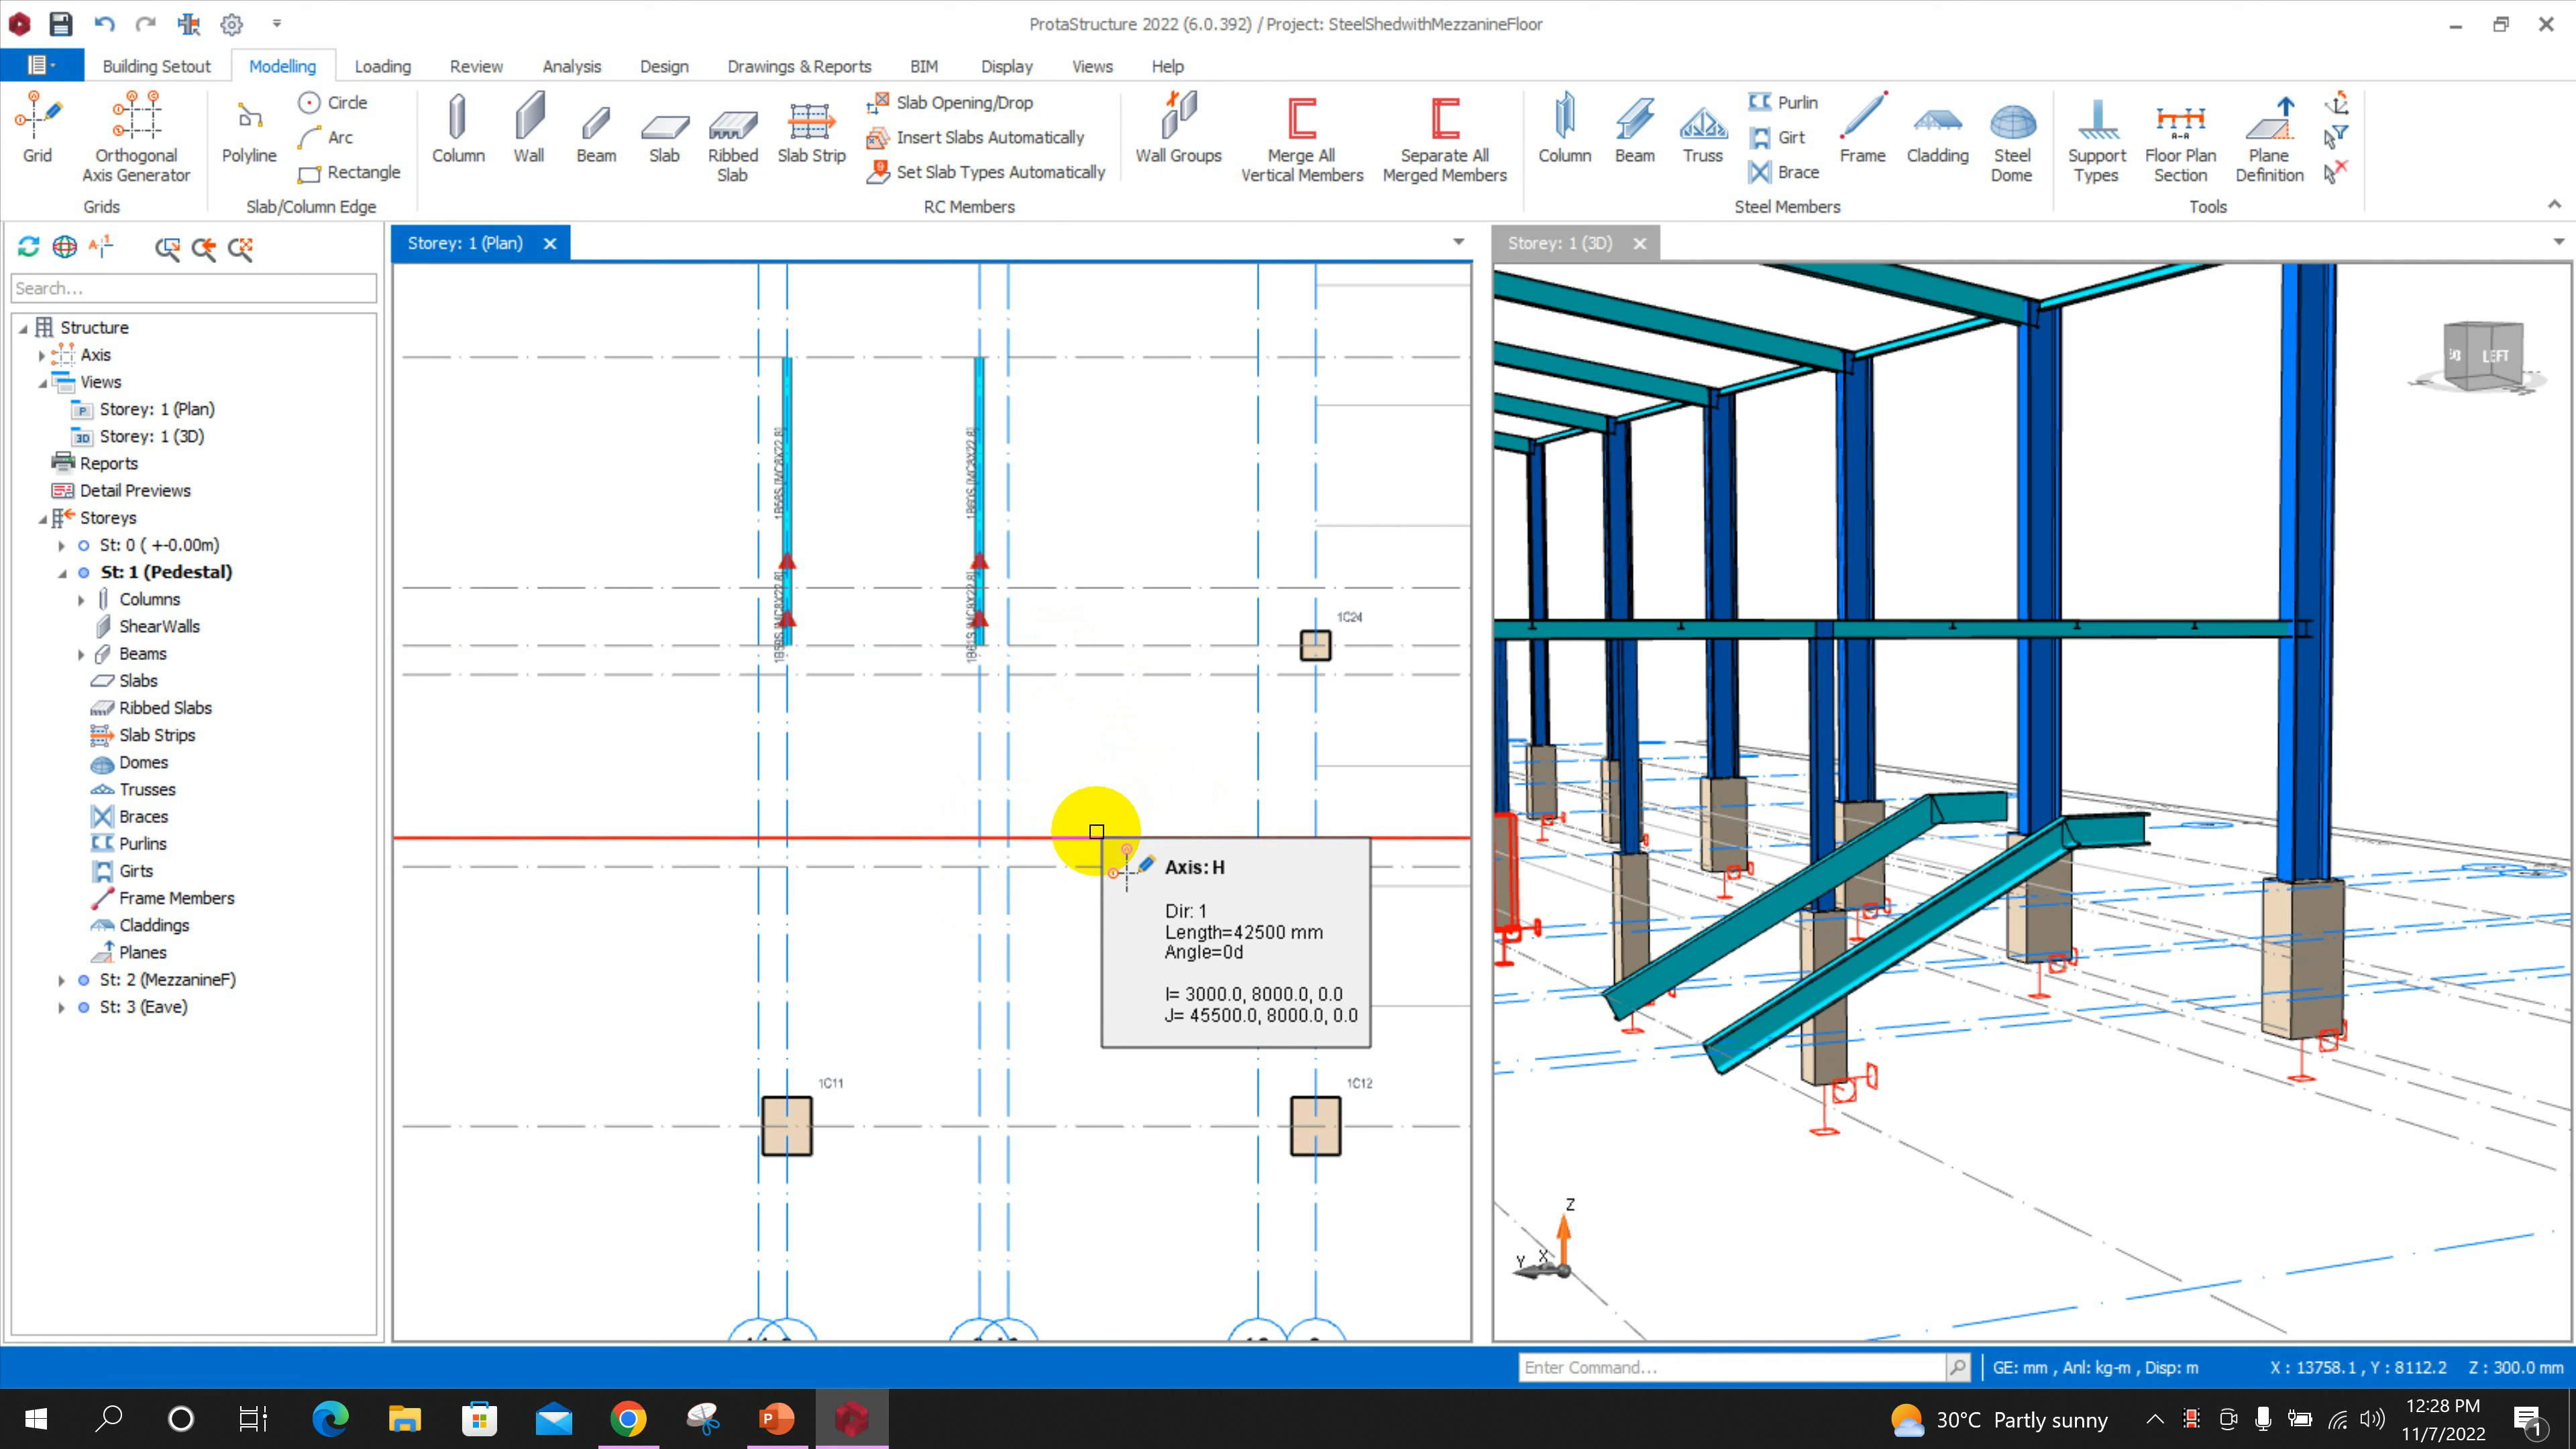 ProtaStructure 2022 (6.0.392) / Project: SteelShedwithMezzanineFloor
Building Setout Modelling Loading Review Analysis Design Drawings & Reports BIM Display Views Help
Grid
Orthogonal
Axis Generator
Grids
Polyline
Circle
Arc
Rectangle
Slab/Column Edge
Column
Wall
Beam
Slab
Ribbed
Slab
Slab Strip
Slab Opening/Drop
Insert Slabs Automatically
Set Slab Types Automatically
RC Members
Wall Groups
Merge All
Vertical Members
Separate All
Merged Members
Column
Beam
Truss
Purlin
Girt
Brace
Frame
Cladding
Steel
Dome
Steel Members
Support
Types
Floor Plan
Section
Plane
Definition
Tools
Search...
Structure
Axis
Views
Storey: 1 (Plan)
Storey: 1 (3D)
Reports
Detail Previews
Storeys
St: 0 ( +-0.00m)
St: 1 (Pedestal)
Columns
ShearWalls
Beams
Slabs
Ribbed Slabs
Slab Strips
Domes
Trusses
Braces
Purlins
Girts
Frame Members
Claddings
Planes
St: 2 (MezzanineF)
St: 3 (Eave)
Storey: 1 (Plan)
1C24
Axis: H
Dir: 1
Length=42500 mm
Angle=0d
I= 3000.0, 8000.0, 0.0
J= 45500.0, 8000.0, 0.0
1C11
1C12
Storey: 1 (3D)
LEFT
Z
Y
X
Enter Command...
GE: mm , Anl: kg-m , Disp: m
X : 13758.1 , Y : 8112.2 Z : 300.0 mm
30°C Partly sunny
12:28 PM
11/7/2022
1